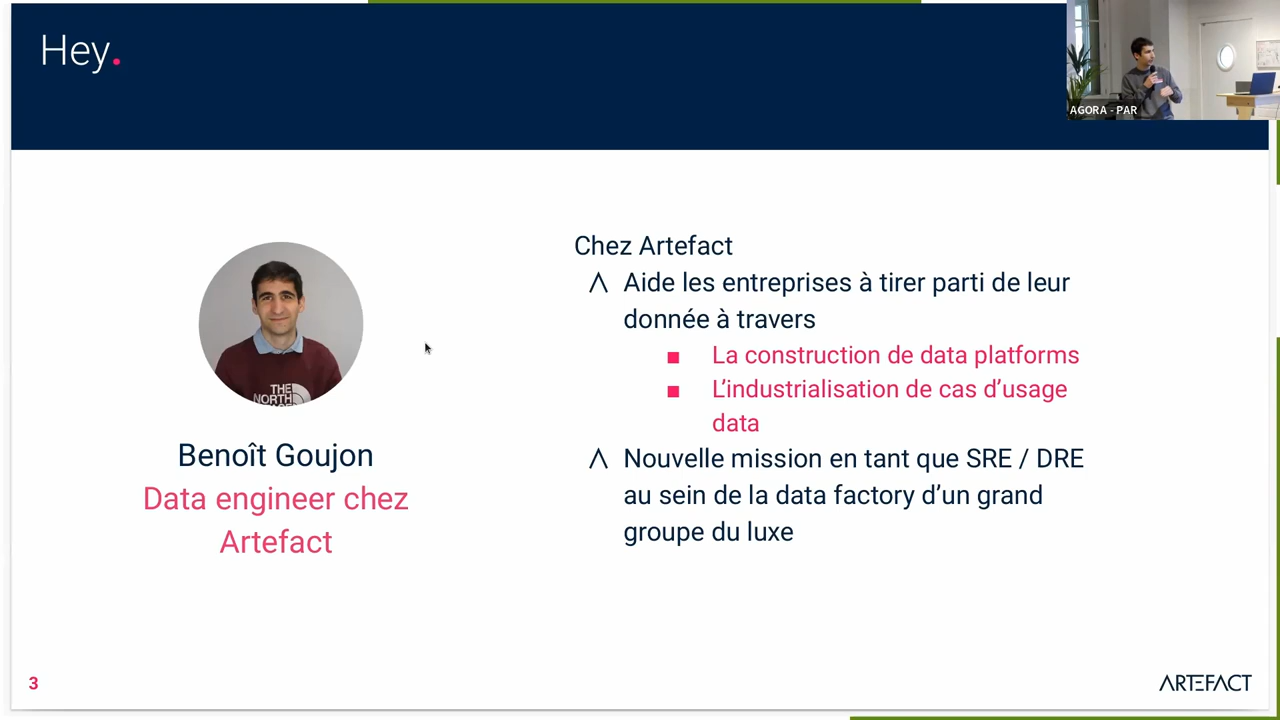 Hey.
AGORA - PAR
Chez Artefact
Aide les entreprises à tirer parti de leur
donnée à travers
La construction de data platforms
L'industrialisation de cas d'usage
data
Nouvelle mission en tant que SRE / DRE
au sein de la data factory d'un grand
groupe du luxe
THE
NORTH
Benoît Goujon
Data engineer chez
Artefact
3
ARTEFACT